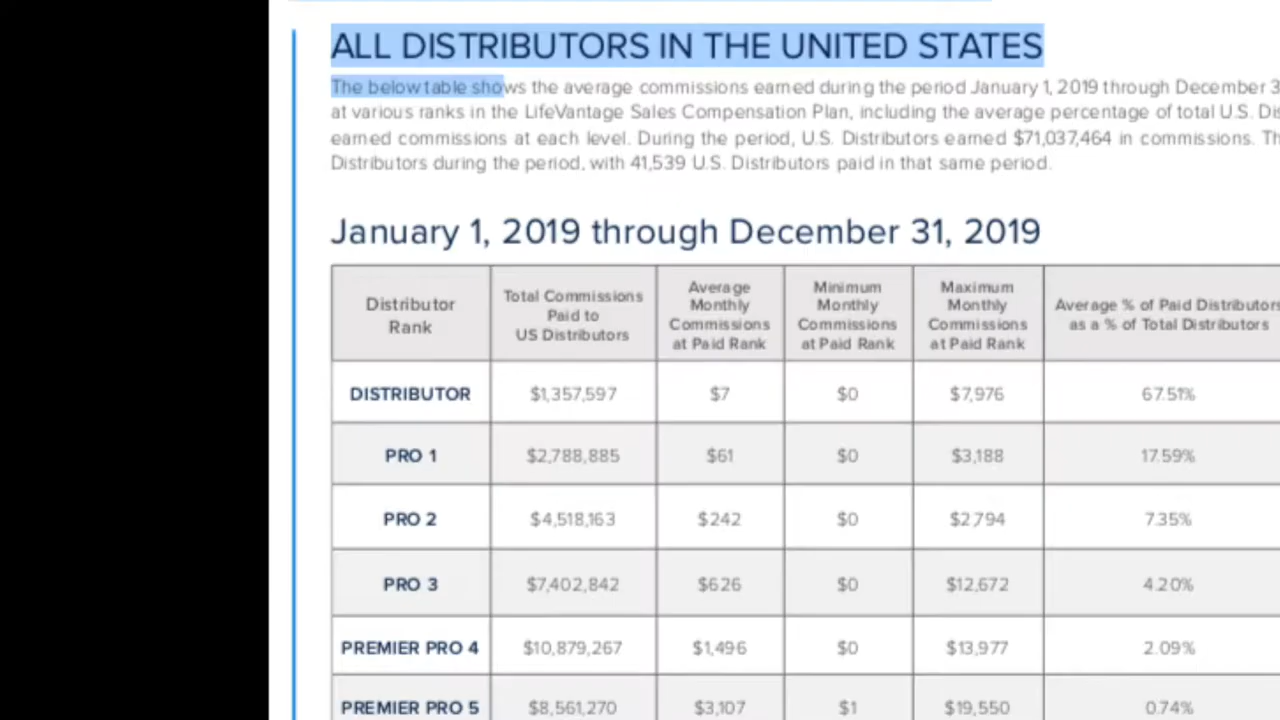 ALL DISTRIBUTORS IN THE UNITED STATES
The below table shows the average commissions earned during the period January 1, 2019 through December 3
at various ranks in the LifeVantage Sales Compensation Plan, including the average percentage of total U.S. Dis
earned commissions at each level. During the period, U.S. Distributors earned $71,037,464 in commissions. Th
Distributors during the period, with 41,539 U.S. Distributors paid in that same period.
January 1, 2019 through December 31, 2019
Distributor Rank | Total Commissions Paid to US Distributors | Average Monthly Commissions at Paid Rank | Minimum Monthly Commissions at Paid Rank | Maximum Monthly Commissions at Paid Rank | Average % of Paid Distributors as a % of Total Distributors
DISTRIBUTOR $1,357,597 $7 $0 $7,976 67.51%
PRO 1 $2,788,885 $61 $0 $3,188 17.59%
PRO 2 $4,518,163 $242 $0 $2,794 7.35%
PRO 3 $7,402,842 $626 $0 $12,672 4.20%
PREMIER PRO 4 $10,879,267 $1,496 $0 $13,977 2.09%
PREMIER PRO 5 $8,561,270 $3,107 $1 $19,550 0.74%